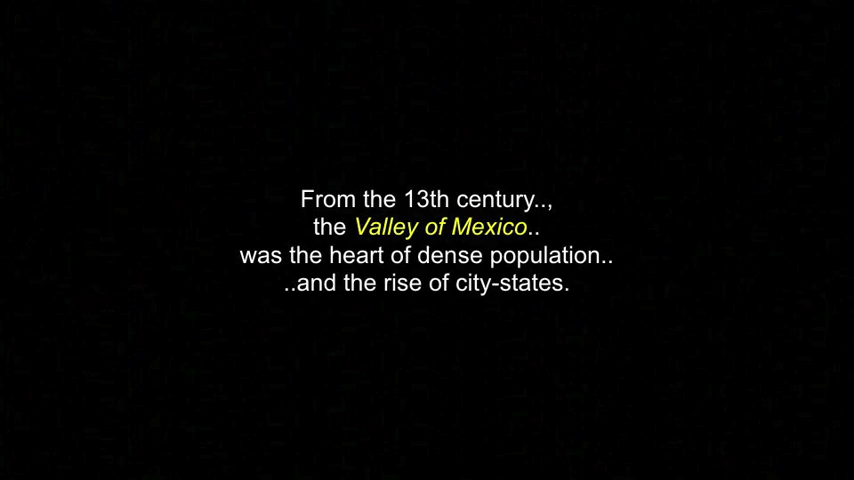 From the 13th century..,
the Valley of Mexico..
was the heart of dense population..
..and the rise of city-states.